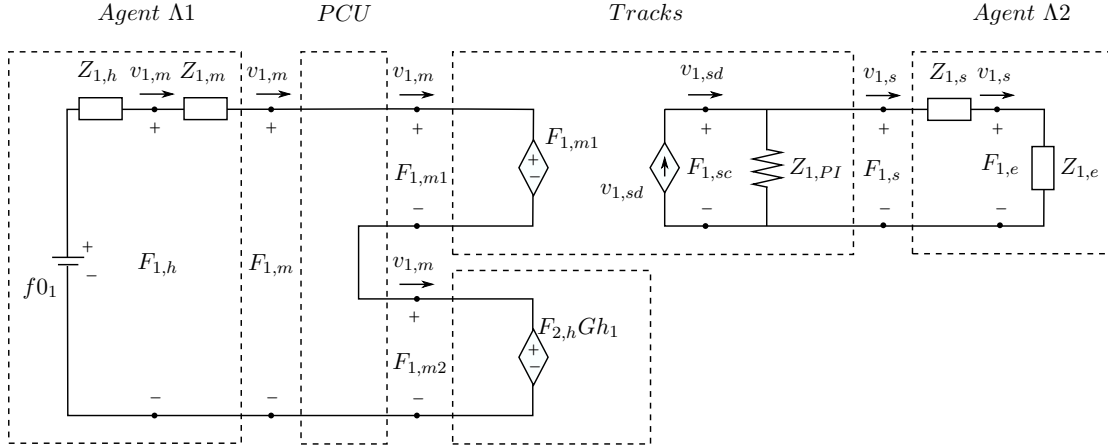 Agent Λ1 PCU Tracks Agent Λ2
Z1,h v1,m Z1,m v1,m v1,m v1,sd v1,s Z1,s v1,s
+ + + + + +
F1,m1 + −
F1,m1 v1,sd F1,sc Z1,PI F1,s F1,e Z1,e
− − − −
f01 + − F1,h F1,m
v1,m
+
F2,hGh1 + −
F1,m2
− − −